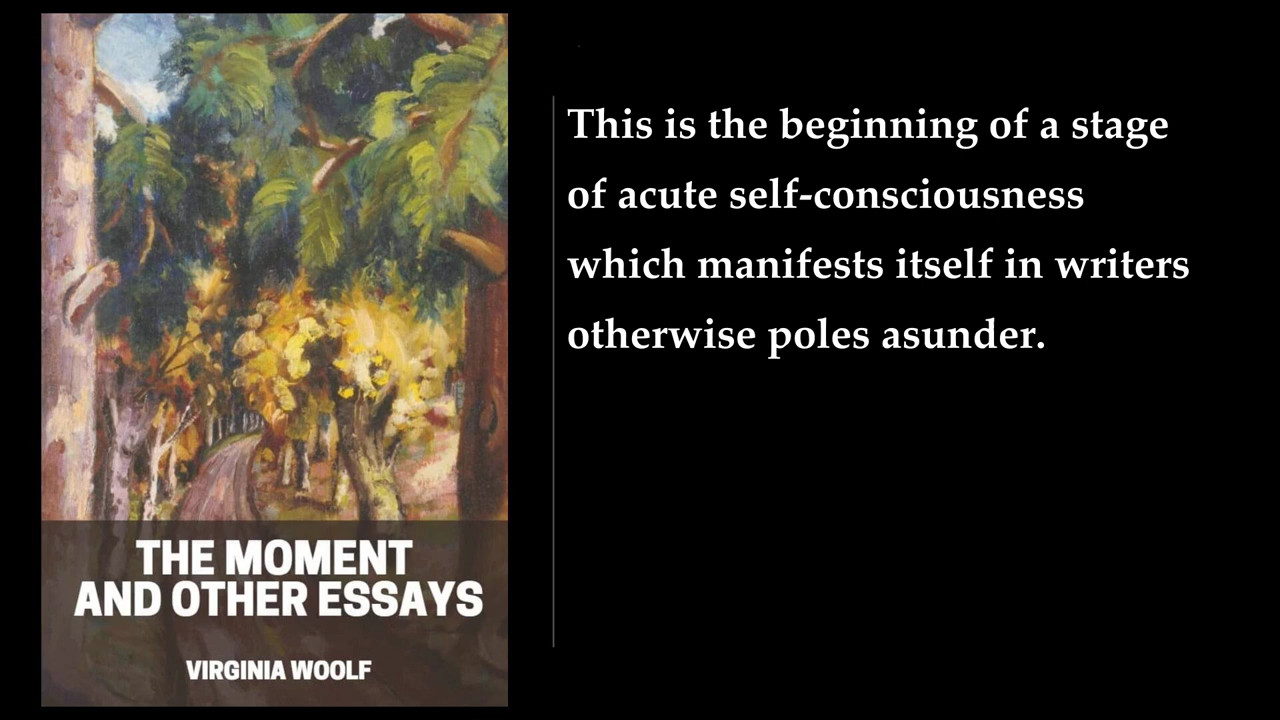 THE MOMENT
AND OTHER ESSAYS
VIRGINIA WOOLF
This is the beginning of a stage
of acute self-consciousness
which manifests itself in writers
otherwise poles asunder.